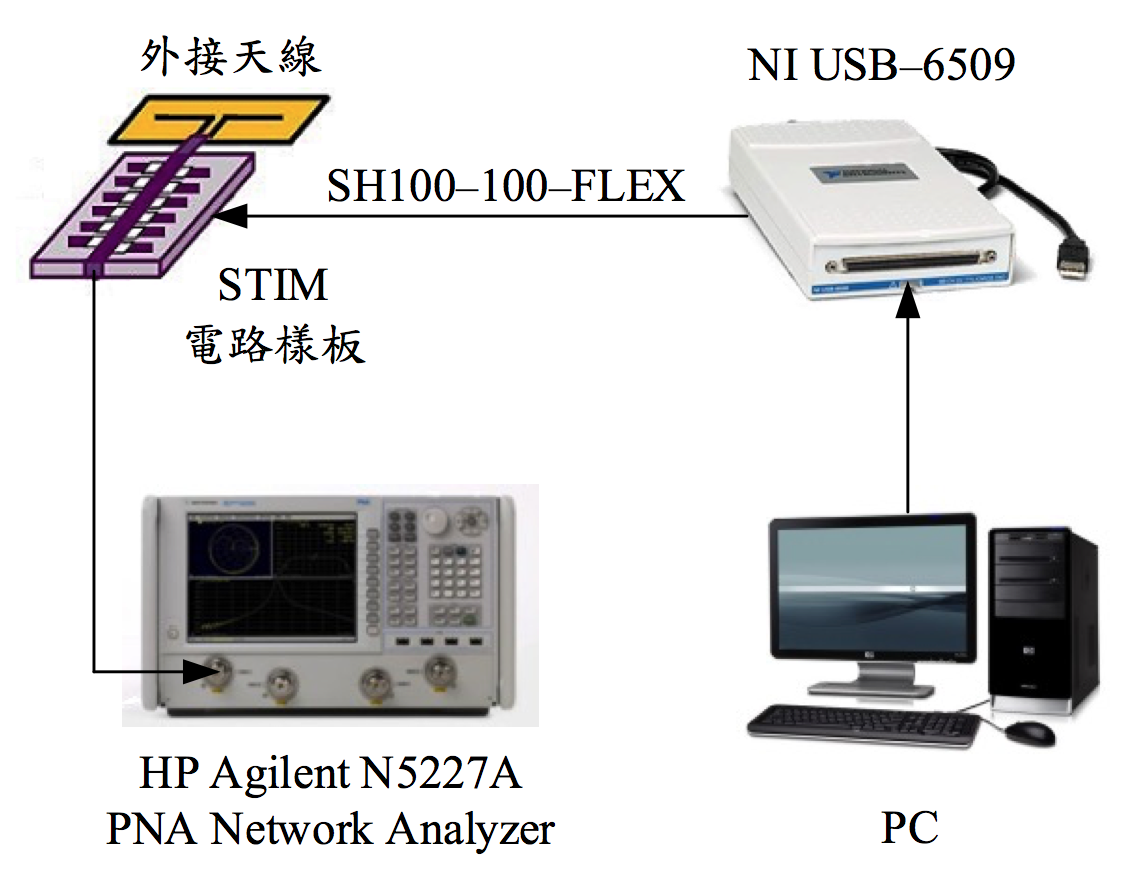 外接天線
NI USB–6509
SH100–100–FLEX
STIM
電路樣板
HP Agilent N5227A
PNA Network Analyzer
PC